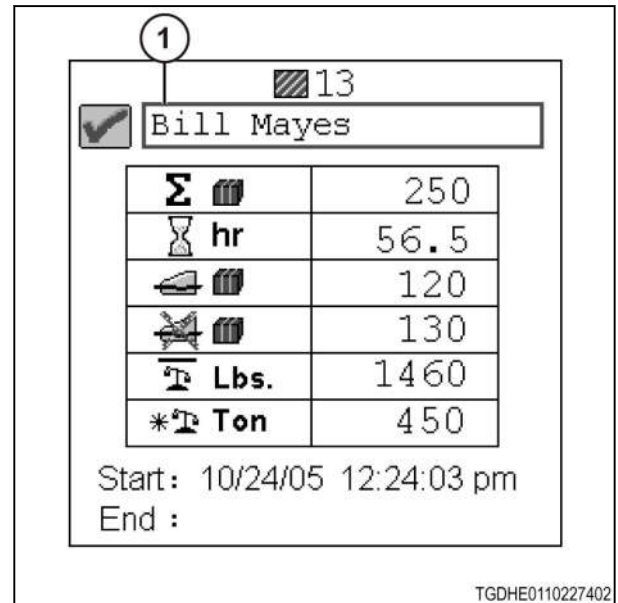 1
13
Bill Mayes
Σ 250
hr 56.5
120
130
Lbs. 1460
* Ton 450
Start: 10/24/05 12:24:03 pm
End :
TGDHE0110227402